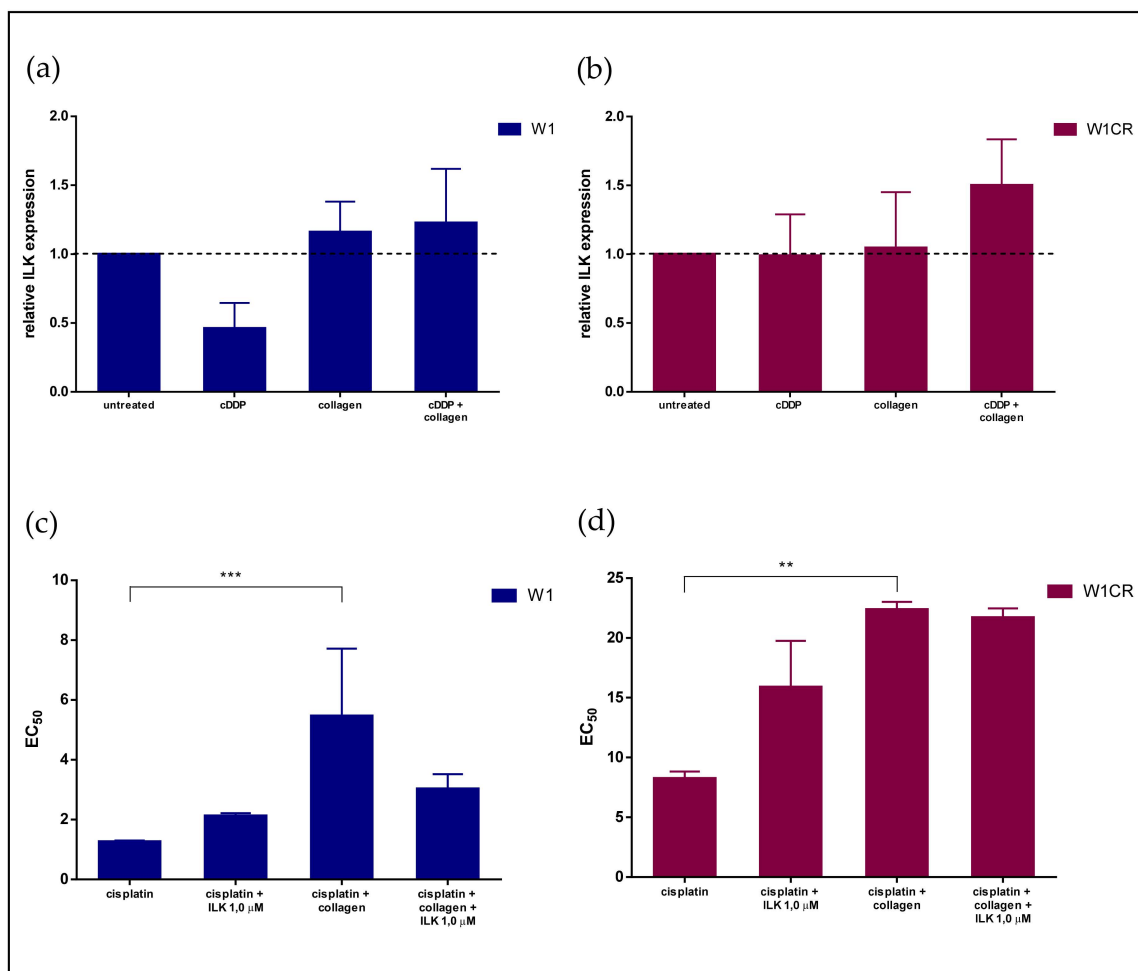 (a)
W1
relative ILK expression
2.0
1.5
1.0
0.5
0.0
untreated
cDDP
collagen
cDDP +
collagen
(b)
W1CR
relative ILK expression
2.0
1.5
1.0
0.5
0.0
untreated
cDDP
collagen
cDDP +
collagen
(c)
W1
***
EC50
10
8
6
4
2
0
cisplatin
cisplatin +
ILK 1,0 µM
cisplatin +
collagen
cisplatin +
collagen +
ILK 1,0 µM
(d)
W1CR
**
EC50
25
20
15
10
5
0
cisplatin
cisplatin +
ILK 1,0 µM
cisplatin +
collagen
cisplatin +
collagen +
ILK 1,0 µM